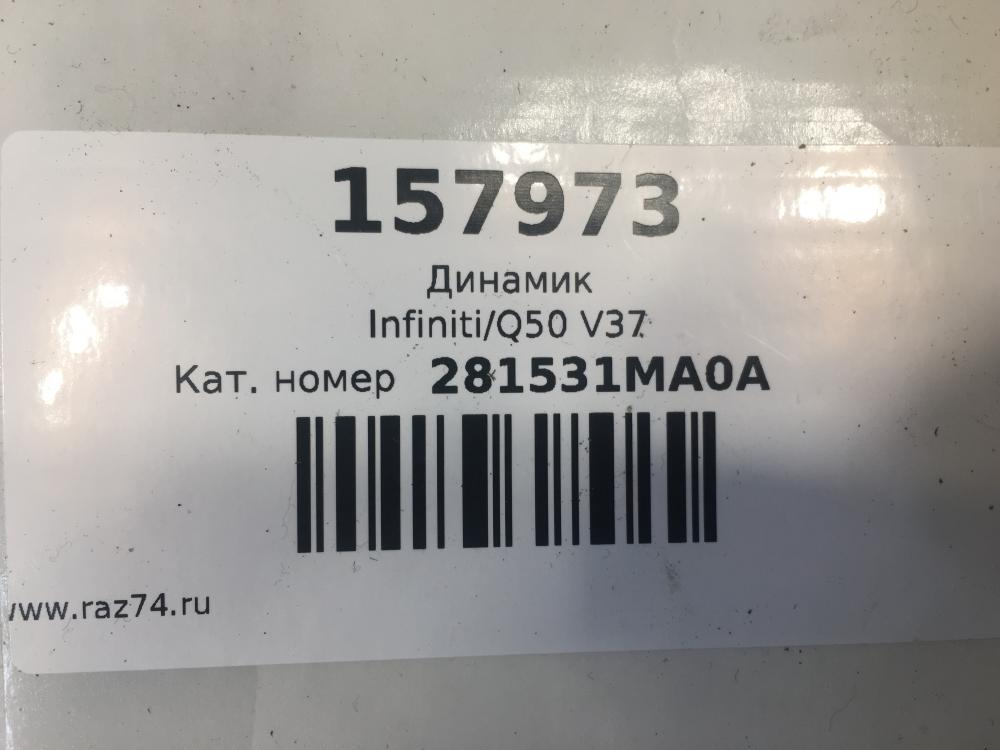 157973
Динамик
Infiniti/Q50 V37
Кат. номер 281531MA0A
www.raz74.ru